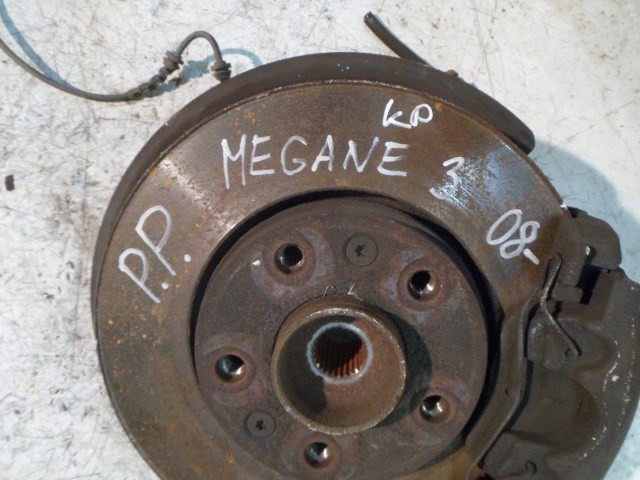 KP
MEGANE 3
P.P. 08-